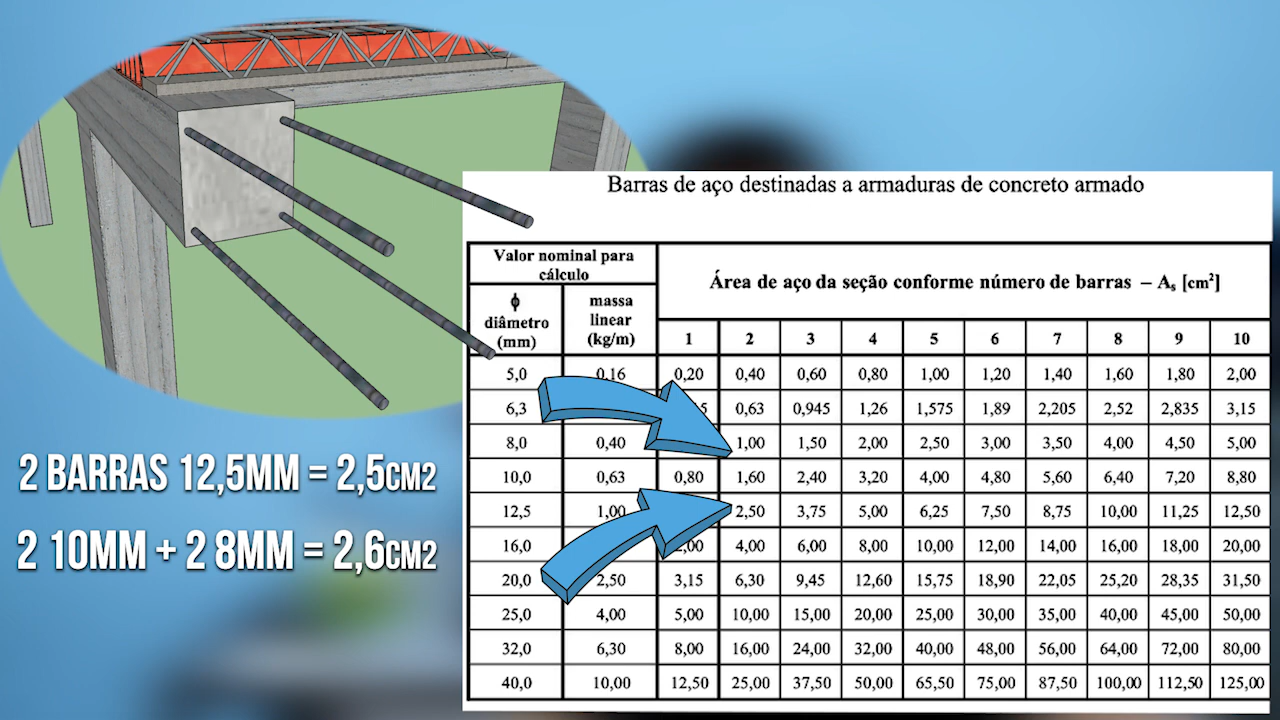 Barras de aço destinadas a armaduras de concreto armado
Valor nominal para cálculo
Área de aço da seção conforme número de barras – As [cm²]
ϕ diâmetro (mm) massa linear (kg/m) 1 2 3 4 5 6 7 8 9 10
5,0 0,16 0,20 0,40 0,60 0,80 1,00 1,20 1,40 1,60 1,80 2,00
6,3 0,63 0,945 1,26 1,575 1,89 2,205 2,52 2,835 3,15
8,0 0,40 1,00 1,50 2,00 2,50 3,00 3,50 4,00 4,50 5,00
10,0 0,63 0,80 1,60 2,40 3,20 4,00 4,80 5,60 6,40 7,20 8,80
12,5 1,00 2,50 3,75 5,00 6,25 7,50 8,75 10,00 11,25 12,50
16,0 2,00 4,00 6,00 8,00 10,00 12,00 14,00 16,00 18,00 20,00
20,0 2,50 3,15 6,30 9,45 12,60 15,75 18,90 22,05 25,20 28,35 31,50
25,0 4,00 5,00 10,00 15,00 20,00 25,00 30,00 35,00 40,00 45,00 50,00
32,0 6,30 8,00 16,00 24,00 32,00 40,00 48,00 56,00 64,00 72,00 80,00
40,0 10,00 12,50 25,00 37,50 50,00 65,50 75,00 87,50 100,00 112,50 125,00
2 BARRAS 12,5MM = 2,5CM2
2 10MM + 2 8MM = 2,6CM2